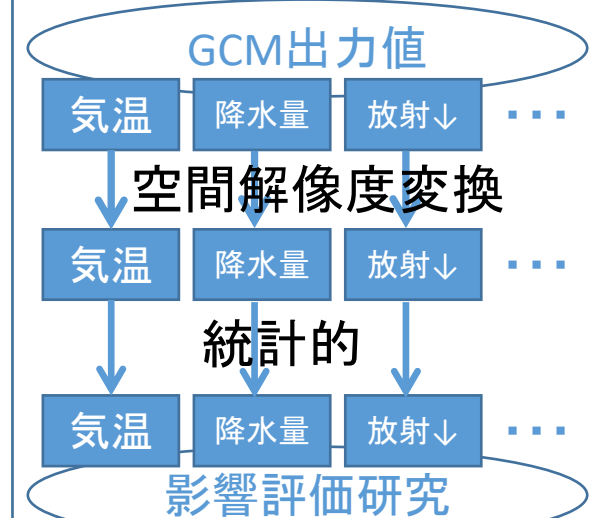 GCM出力値
気温 降水量 放射↓ ・・・
空間解像度変換
気温 降水量 放射↓ ・・・
統計的
気温 降水量 放射↓ ・・・
影響評価研究